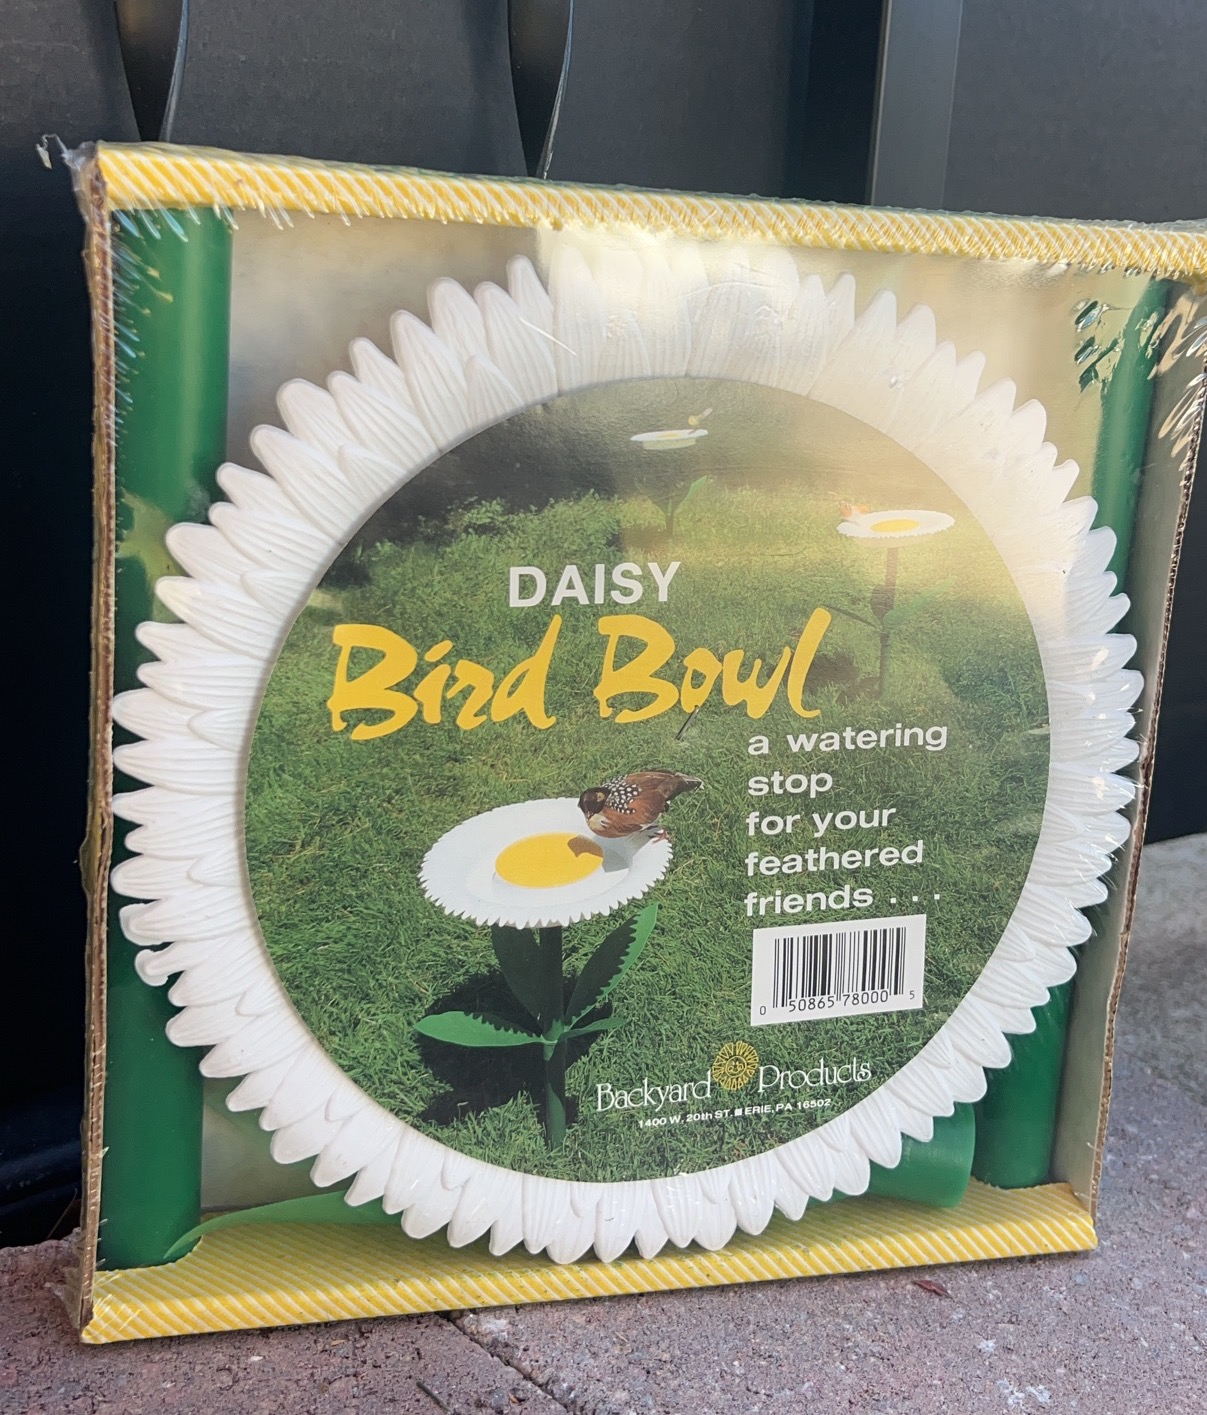 DAISY
Bird Bowl
a watering
stop
for your
feathered
friends . . .
0 50865 78000 5
Backyard Products
1400 W. 20th ST. ■ ERIE, PA 16502